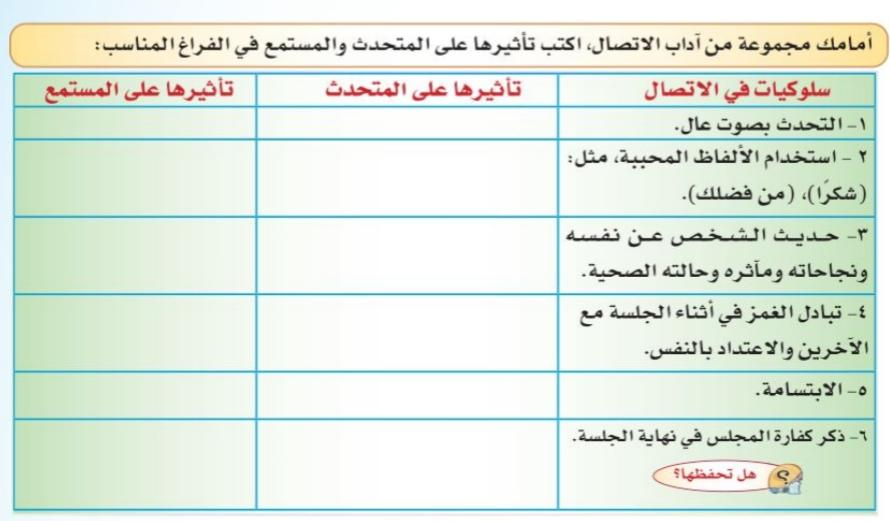 أمامك مجموعة من آداب الاتصال، اكتب تأثيرها على المتحدث والمستمع في الفراغ المناسب:
سلوكيات في الاتصال تأثيرها على المتحدث تأثيرها على المستمع
١- التحدث بصوت عال.
٢ - استخدام الألفاظ المحببة، مثل:
(شكرًا)، (من فضلك).
٣- حديث الشخص عن نفسه
ونجاحاته ومآثره وحالته الصحية.
٤- تبادل الغمز في أثناء الجلسة مع
الآخرين والاعتداد بالنفس.
٥- الابتسامة.
٦- ذكر كفارة المجلس في نهاية الجلسة.
؟ هل تحفظها؟